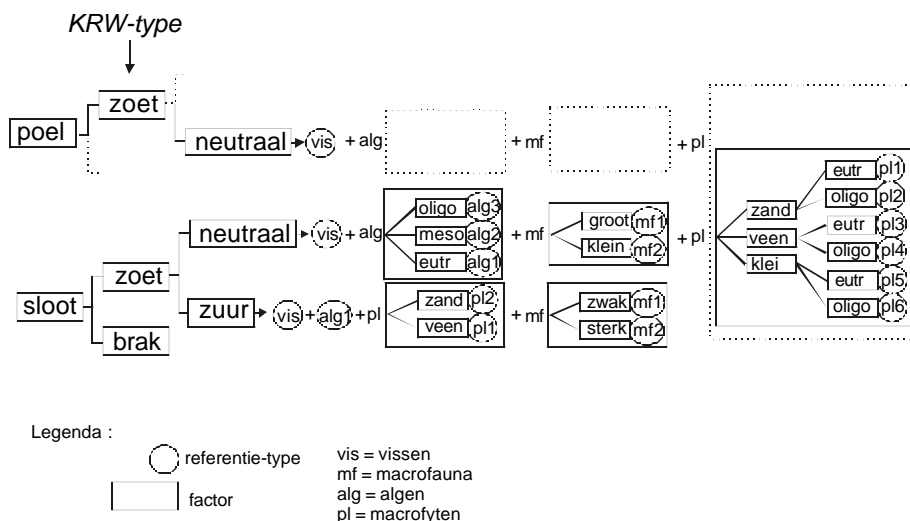 KRW-type
poel
zoet
neutraal
vis
+ alg
+ mf
+ pl
sloot
zoet
neutraal
vis
+ alg
oligo alg3
meso alg2
eutr alg1
+ mf
groot mf1
klein mf2
+ pl
zand
eutr pl1
oligo pl2
veen
eutr pl3
oligo pl4
klei
eutr pl5
oligo pl6
zuur
vis + alg1 + pl
zand pl2
veen pl1
+ mf
zwak mf1
sterk mf2
brak
Legenda :
referentie-type
factor
vis = vissen
mf = macrofauna
alg = algen
pl = macrofyten